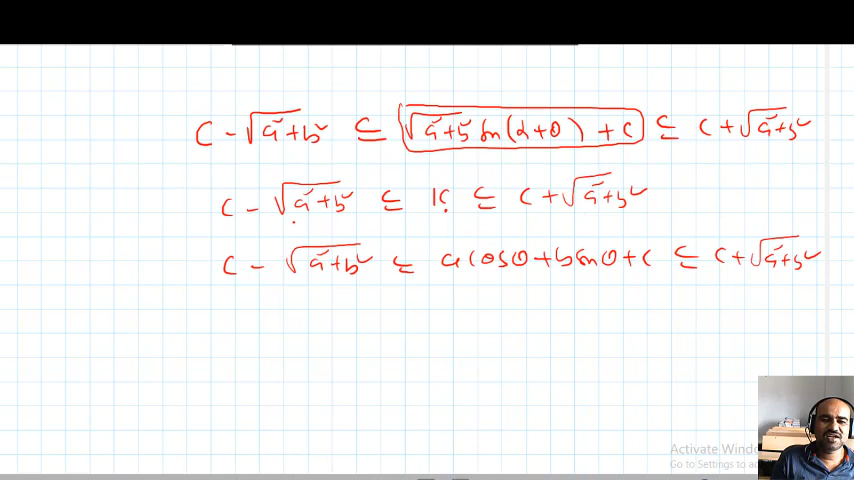 C - √a²+b² ≤ √a²+b² sin(α+θ) + c ≤ c + √a²+b²
c - √a²+b² ≤ K ≤ c + √a²+b²
c - √a²+b² ≤ a cosθ + b sinθ + c ≤ c + √a²+b²
Activate Windo
Go to Settings to a